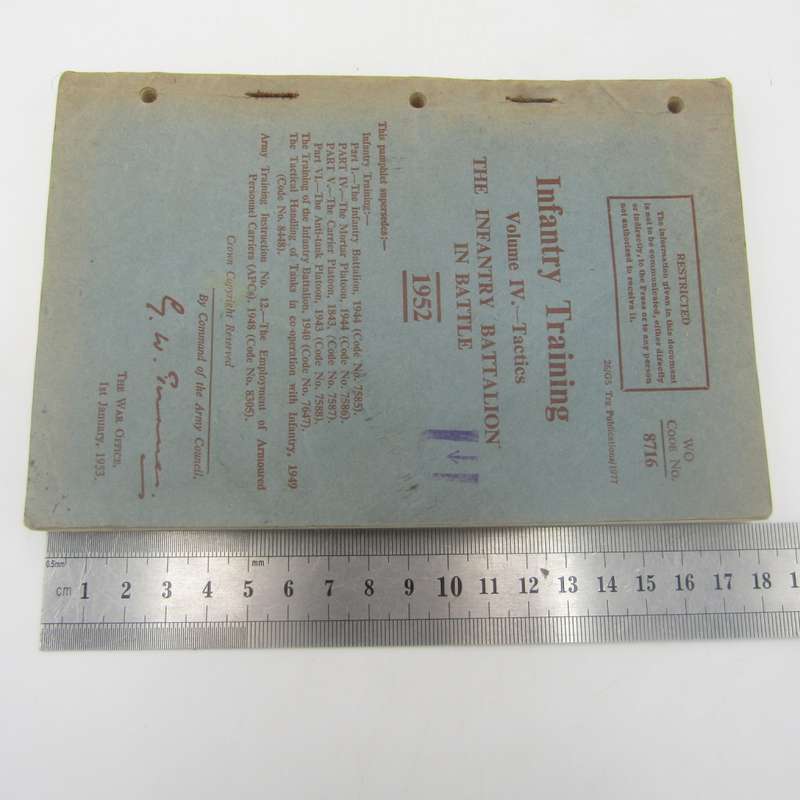 RESTRICTED
The information given in this document
is not to be communicated, either directly
or indirectly, to the Press or to any person
not authorized to receive it.
WO
CODE NO.
8716
26/GS Trg Publications/1977
Infantry Training
Volume IV.—Tactics
THE INFANTRY BATTALION
IN BATTLE
1952
This pamphlet supersedes:—
Infantry Training:—
Part I.—The Infantry Battalion, 1944 (Code No. 7585).
PART IV.—The Mortar Platoon, 1944 (Code No. 7586).
PART V.—The Carrier Platoon, 1943, (Code No. 7587).
Part VI.—The Anti-tank Platoon, 1943 (Code No. 7588).
The Training of the Infantry Battalion, 1940 (Code No. 7647).
The Tactical Handling of Tanks in co-operation with Infantry, 1949
(Code No. 8448).
Army Training Instruction No. 12.—The Employment of Armoured
Personnel Carriers (APCs), 1948 (Code No. 8305).
Crown Copyright Reserved
By Command of the Army Council,
THE WAR OFFICE,
1st January, 1953.
0.5mm
mm
cm 1 2 3 4 5 6 7 8 9 10 11 12 13 14 15 16 17 18